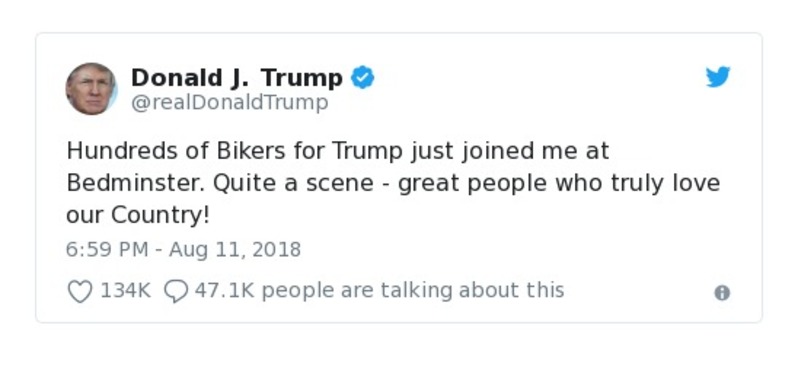 Donald J. Trump
@realDonaldTrump
Hundreds of Bikers for Trump just joined me at
Bedminster. Quite a scene - great people who truly love
our Country!
6:59 PM - Aug 11, 2018
134K 47.1K people are talking about this